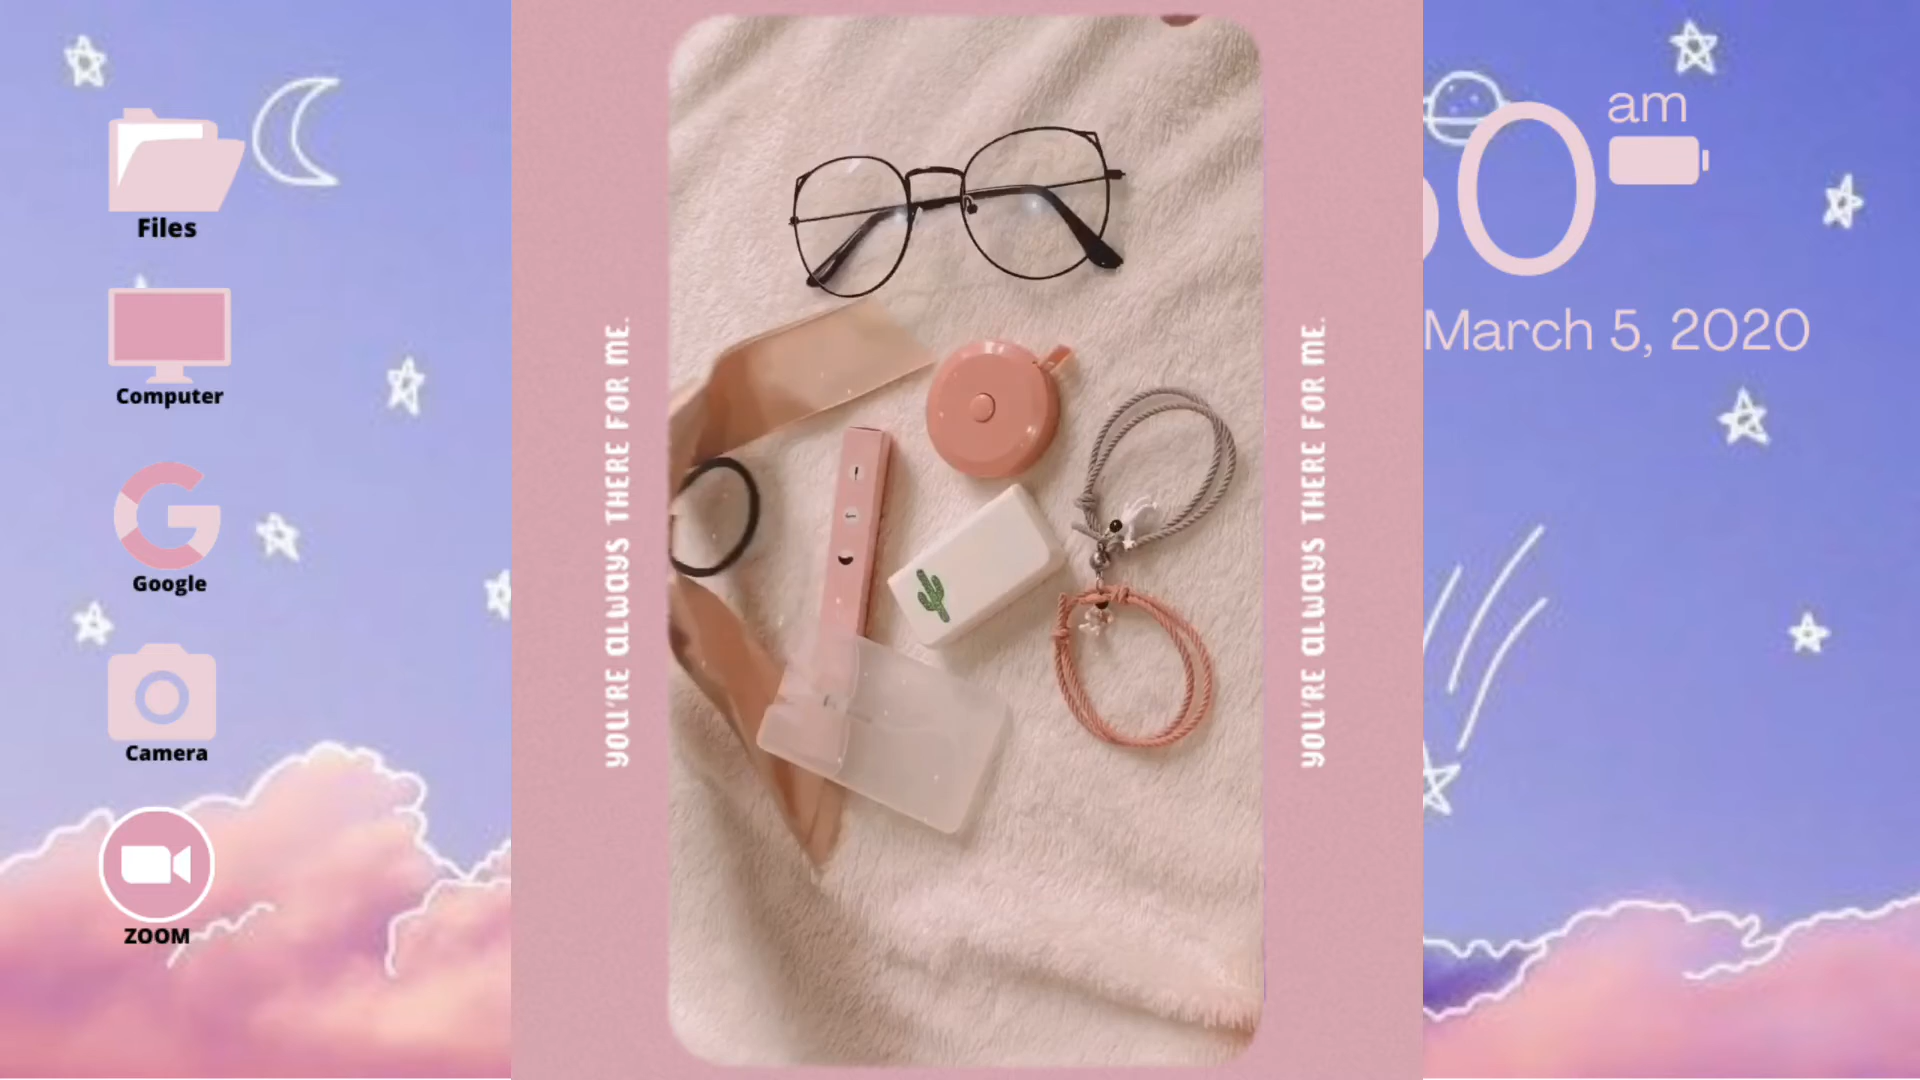 Files
Computer
Google
Camera
ZOOM
YOU'RE ALWAYS THERE FOR ME.
YOU'RE ALWAYS THERE FOR ME.
0 am
March 5, 2020